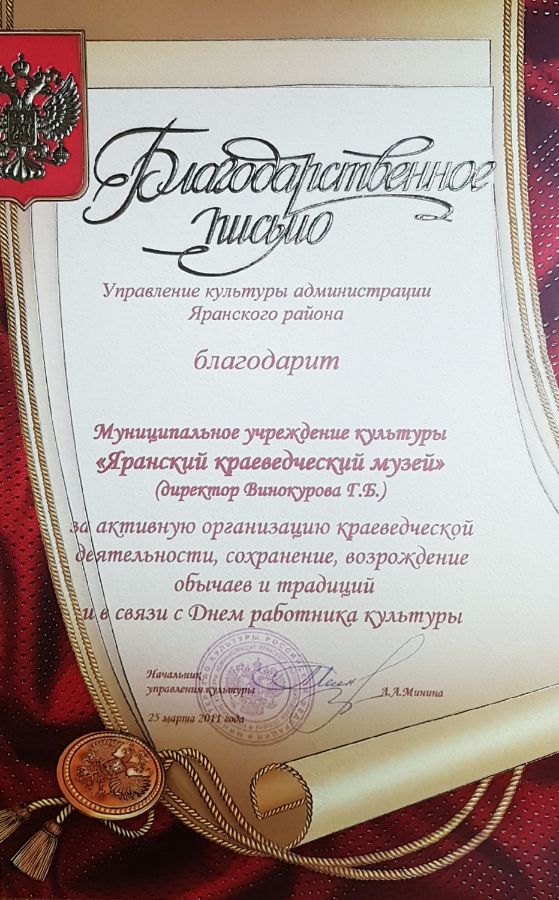 Благодарственное
письмо
Управление культуры администрации
Яранского района
благодарит
Муниципальное учреждение культуры
«Яранский краеведческий музей»
(директор Винокурова Г.Б.)
за активную организацию краеведческой
деятельности, сохранение, возрождение
обычаев и традиций
и в связи с Днем работника культуры
Начальник
управления культуры
Л.А.Минина
25 марта 2011 года